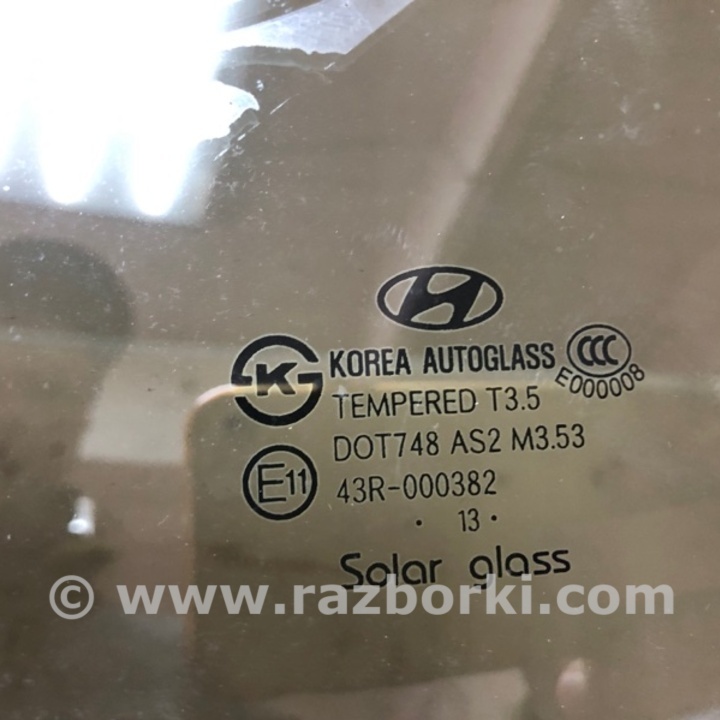 H
K KOREA AUTOGLASS CCC
E000008
TEMPERED T3.5
DOT748 AS2 M3.53
E11 43R-000382
· 13 ·
Solar glass
© www.razborki.com